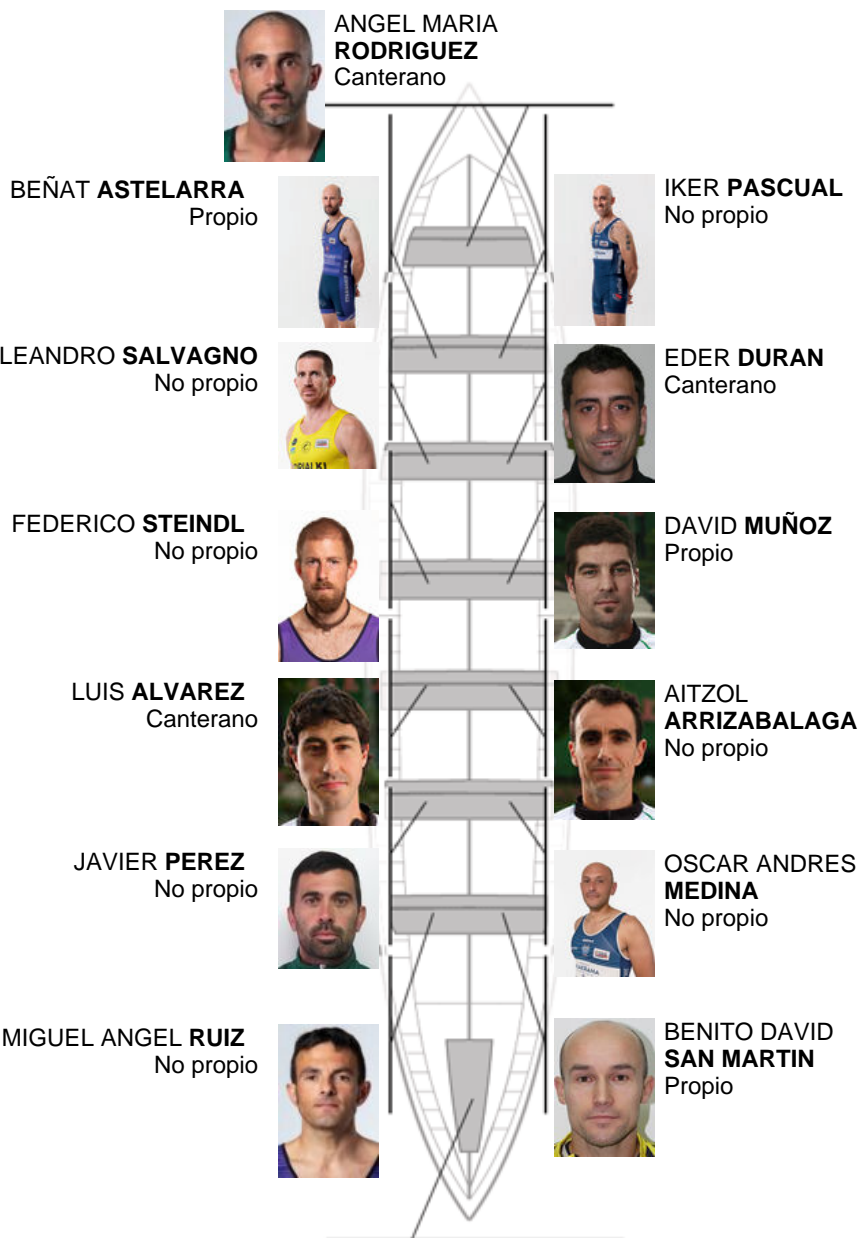 ANGEL MARIA
RODRIGUEZ
Canterano
BEÑAT ASTELARRA
Propio
IKER PASCUAL
No propio
LEANDRO SALVAGNO
No propio
EDER DURAN
Canterano
FEDERICO STEINDL
No propio
DAVID MUÑOZ
Propio
LUIS ALVAREZ
Canterano
AITZOL
ARRIZABALAGA
No propio
JAVIER PEREZ
No propio
OSCAR ANDRES
MEDINA
No propio
MIGUEL ANGEL RUIZ
No propio
BENITO DAVID
SAN MARTIN
Propio